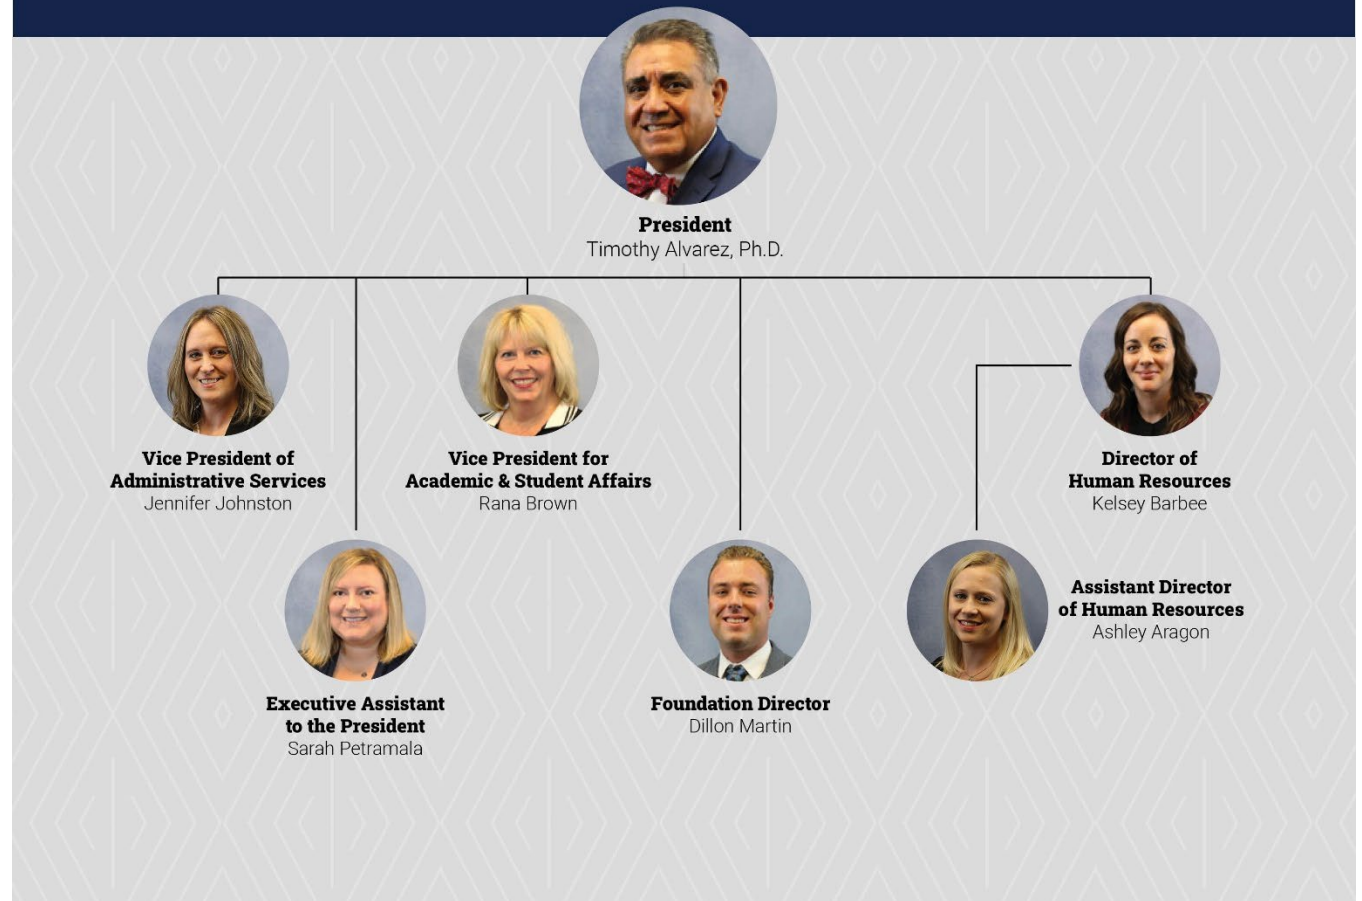 President
Timothy Alvarez, Ph.D.
Vice President of
Administrative Services
Jennifer Johnston
Vice President for
Academic & Student Affairs
Rana Brown
Director of
Human Resources
Kelsey Barbee
Executive Assistant
to the President
Sarah Petramala
Foundation Director
Dillon Martin
Assistant Director
of Human Resources
Ashley Aragon